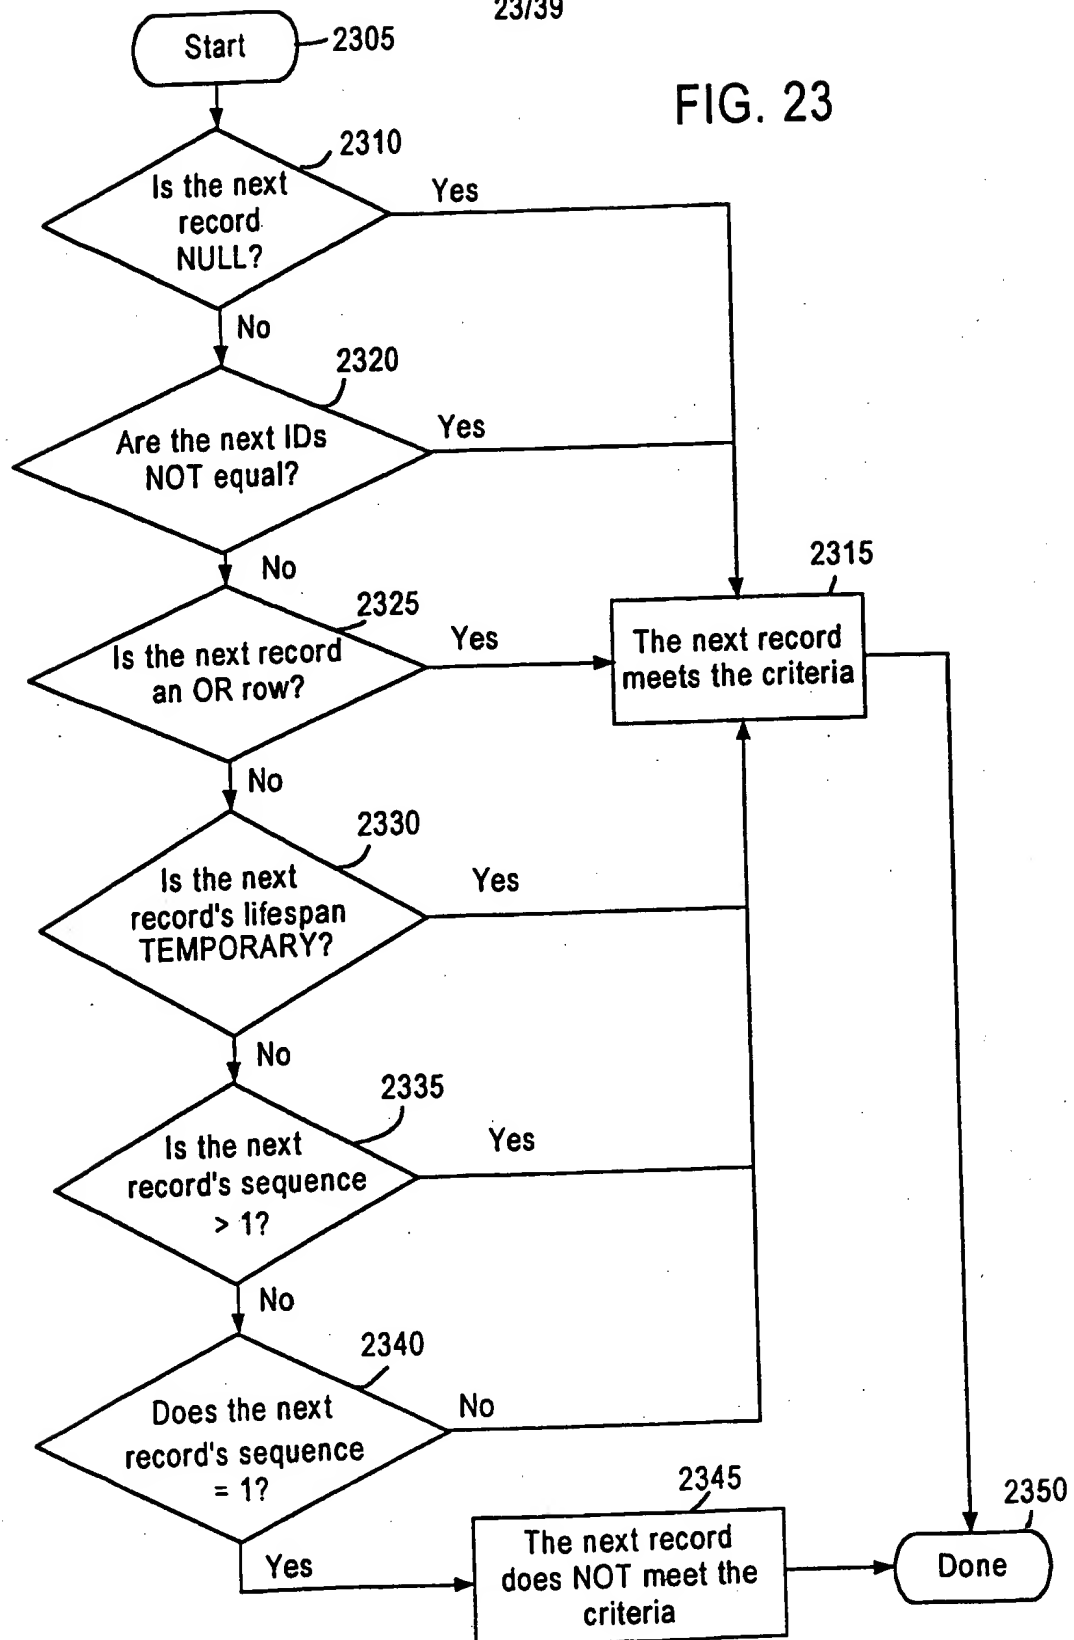 23/39
Start
2305
FIG. 23
2310
Is the next
record
NULL?
Yes
No
2320
Are the next IDs
NOT equal?
Yes
No
2325
Is the next record
an OR row?
Yes
2315
The next record
meets the criteria
No
2330
Is the next
record's lifespan
TEMPORARY?
Yes
No
2335
Is the next
record's sequence
> 1?
Yes
No
2340
Does the next
record's sequence
= 1?
No
Yes
2345
The next record
does NOT meet the
criteria
2350
Done